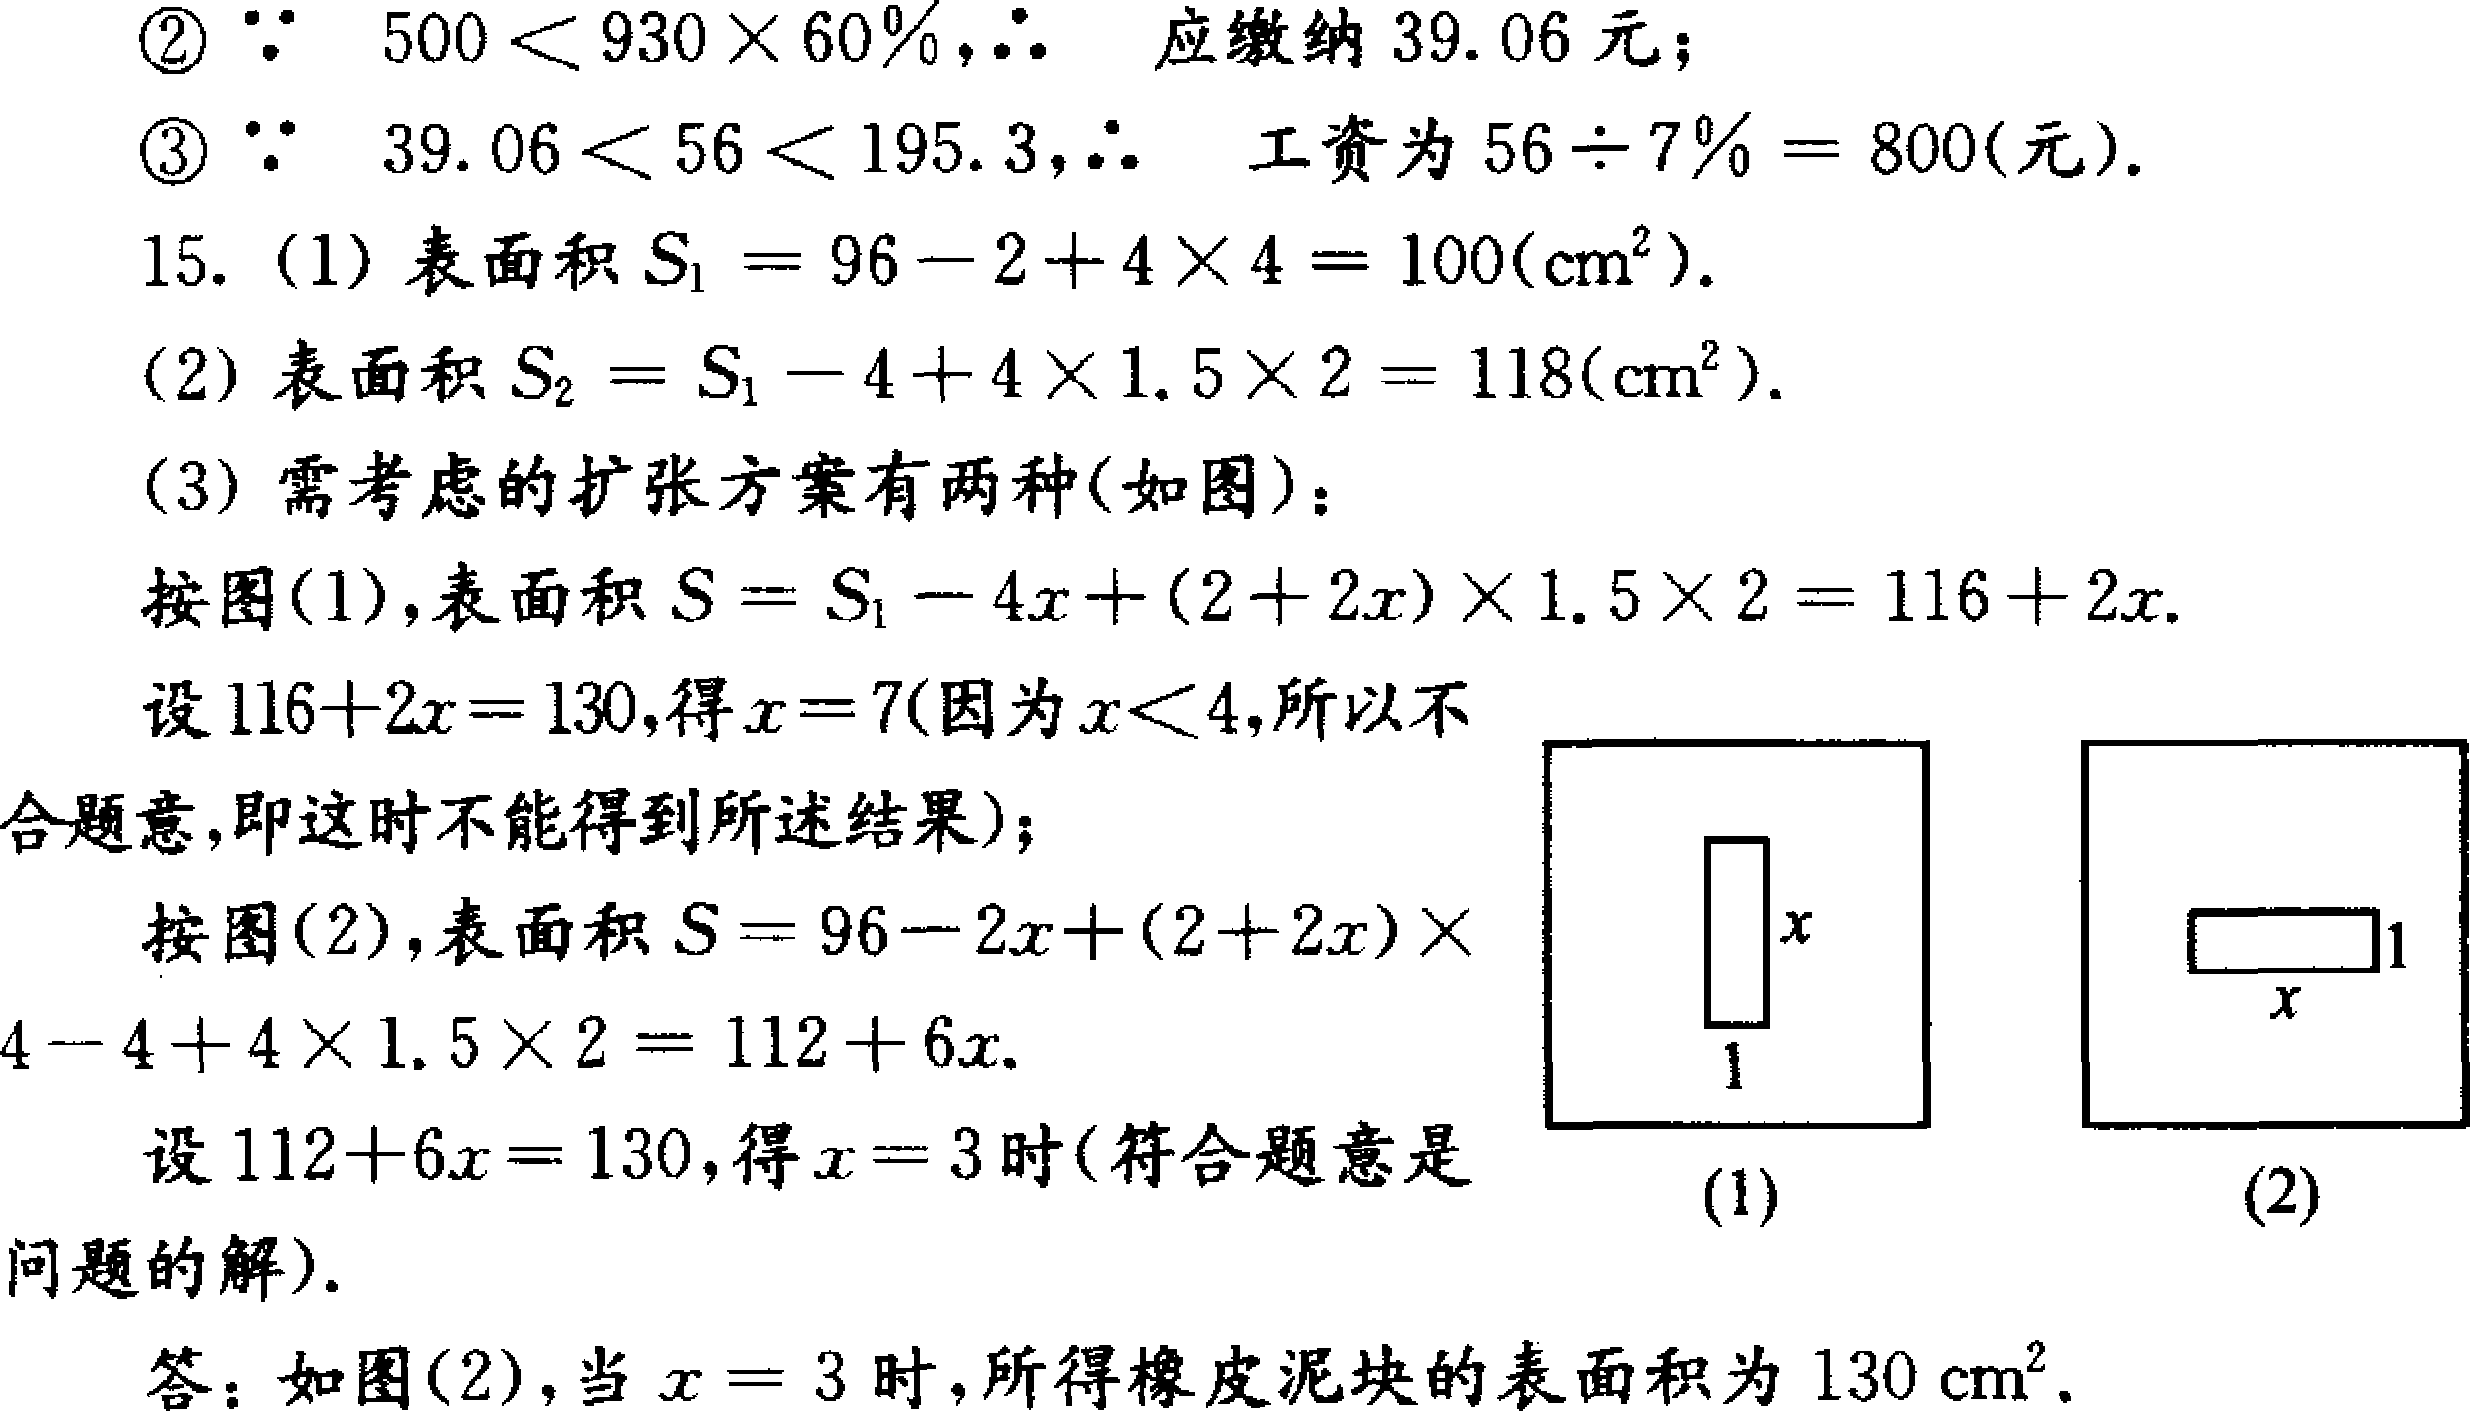 ② ∵ 500 < 930 × 60%,∴ 应缴纳 39.06 元;
③ ∵ 39.06 < 56 < 195.3,∴ 工资为 56 ÷ 7% = 800(元).
15. (1) 表面积 S₁ = 96 − 2 + 4 × 4 = 100(cm²).
(2) 表面积 S₂ = S₁ − 4 + 4 × 1.5 × 2 = 118(cm²).
(3) 需考虑的扩张方案有两种(如图):
按图(1),表面积 S = S₁ − 4x + (2 + 2x) × 1.5 × 2 = 116 + 2x.
设 116+2x = 130,得 x = 7(因为 x<4,所以不
合题意,即这时不能得到所述结果);
按图(2),表面积 S = 96 − 2x + (2 + 2x) ×
4 − 4 + 4 × 1.5 × 2 = 112 + 6x.
设 112+6x = 130,得 x = 3 时(符合题意是
问题的解).
x
1
(1)
1
x
(2)
答: 如图(2),当 x = 3 时,所得橡皮泥块的表面积为 130 cm².